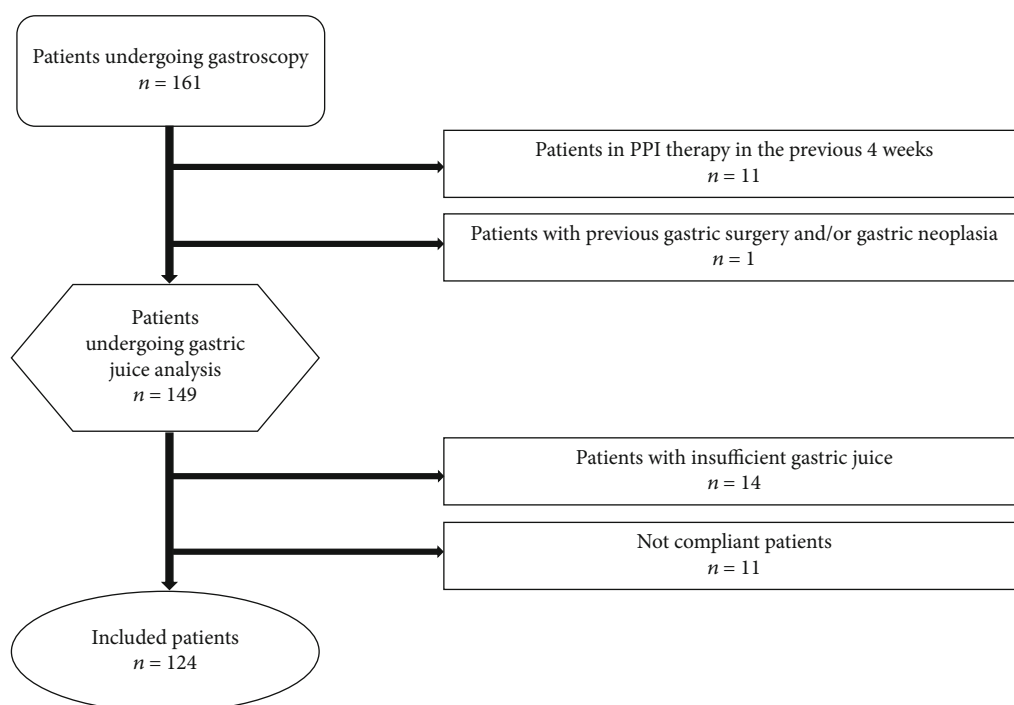 Patients undergoing gastroscopy
n = 161
Patients in PPI therapy in the previous 4 weeks
n = 11
Patients with previous gastric surgery and/or gastric neoplasia
n = 1
Patients
undergoing gastric
juice analysis
n = 149
Patients with insufficient gastric juice
n = 14
Not compliant patients
n = 11
Included patients
n = 124